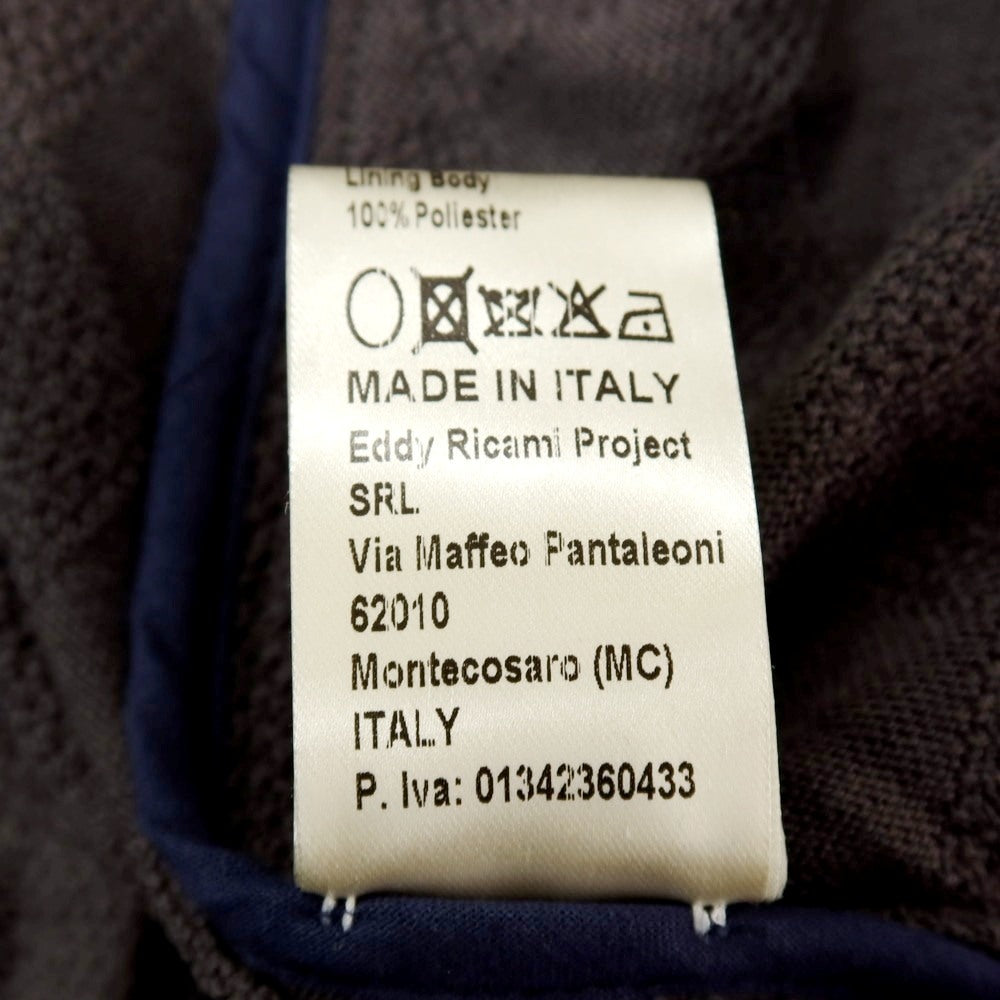 Lining Body
100% Poliester
MADE IN ITALY
Eddy Ricami Project
SRL
Via Maffeo Pantaleoni
62010
Montecosaro (MC)
ITALY
P. Iva: 01342360433